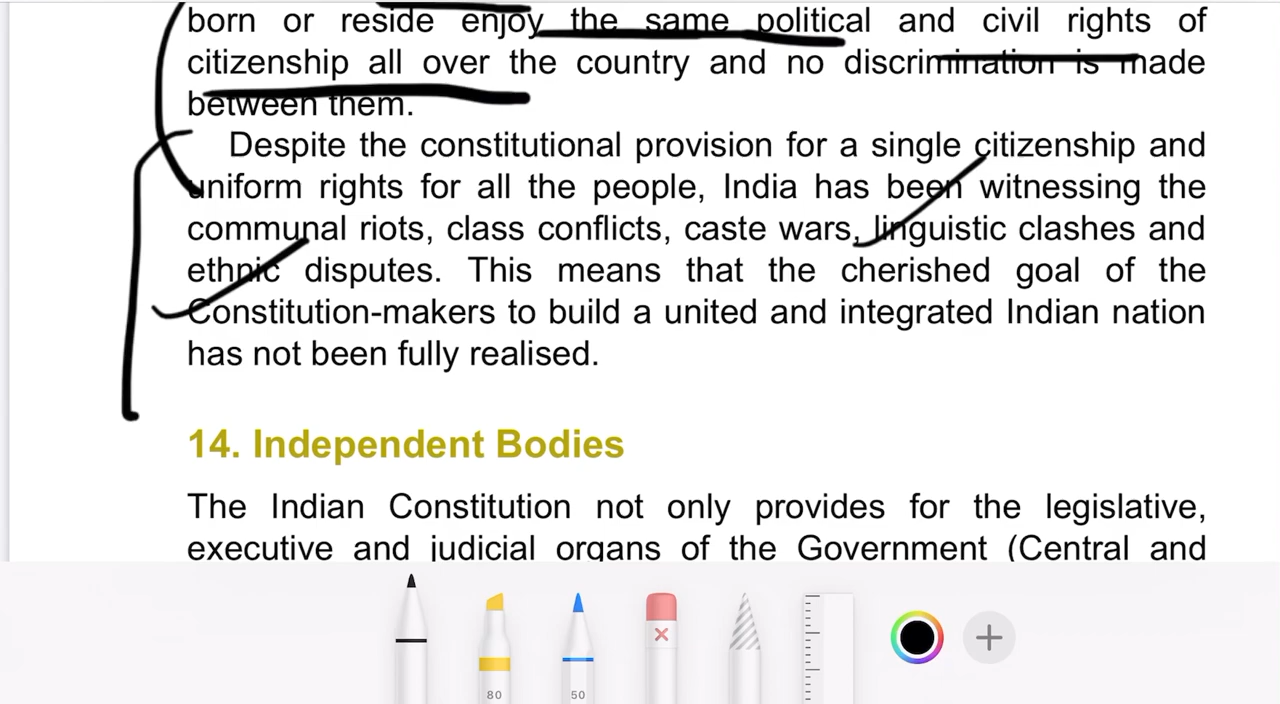 born or reside enjoy the same political and civil rights of
citizenship all over the country and no discrimination is made
between them.
Despite the constitutional provision for a single citizenship and
uniform rights for all the people, India has been witnessing the
communal riots, class conflicts, caste wars, linguistic clashes and
ethnic disputes. This means that the cherished goal of the
Constitution-makers to build a united and integrated Indian nation
has not been fully realised.
14. Independent Bodies
The Indian Constitution not only provides for the legislative,
executive and judicial organs of the Government (Central and
80 50